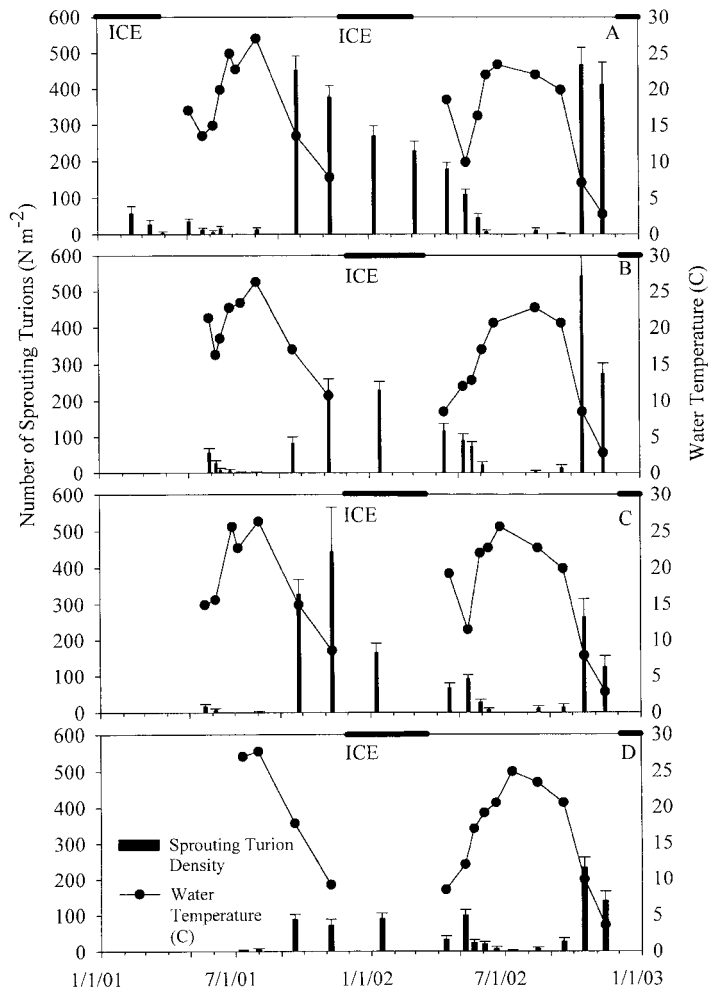 600 ICE ICE A 30
500 25
400 20
300 15
200 10
100 5
0 0
600 ICE B 30
500 25
400 20
300 15
200 10
100 5
0 0
600 ICE C 30
500 25
400 20
300 15
200 10
100 5
0 0
600 ICE D 30
500 25
400 20
300 15
200 10
100 5
0 0
Number of Sprouting Turions (N m⁻²)
Water Temperature (C)
Sprouting Turion
Density
Water
Temperature
(C)
1/1/01 7/1/01 1/1/02 7/1/02 1/1/03